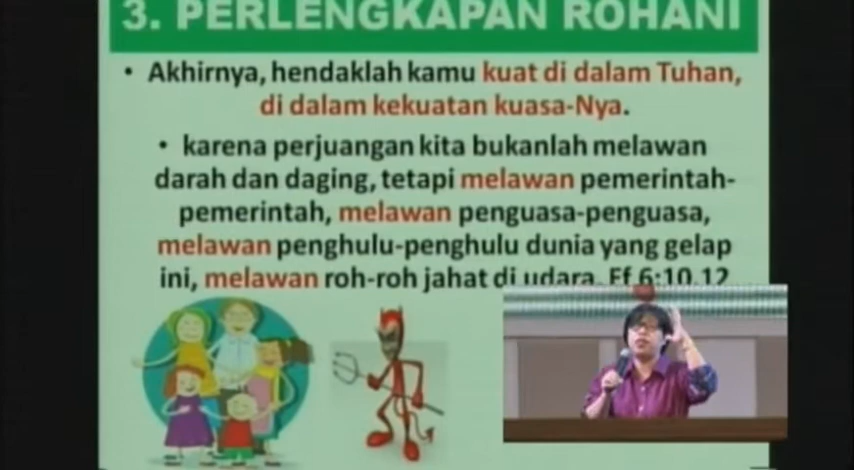 3. PERLENGKAPAN ROHANI
• Akhirnya, hendaklah kamu kuat di dalam Tuhan,
di dalam kekuatan kuasa-Nya.
• karena perjuangan kita bukanlah melawan
darah dan daging, tetapi melawan pemerintah-
pemerintah, melawan penguasa-penguasa,
melawan penghulu-penghulu dunia yang gelap
ini, melawan roh-roh jahat di udara. Ef 6:10,12